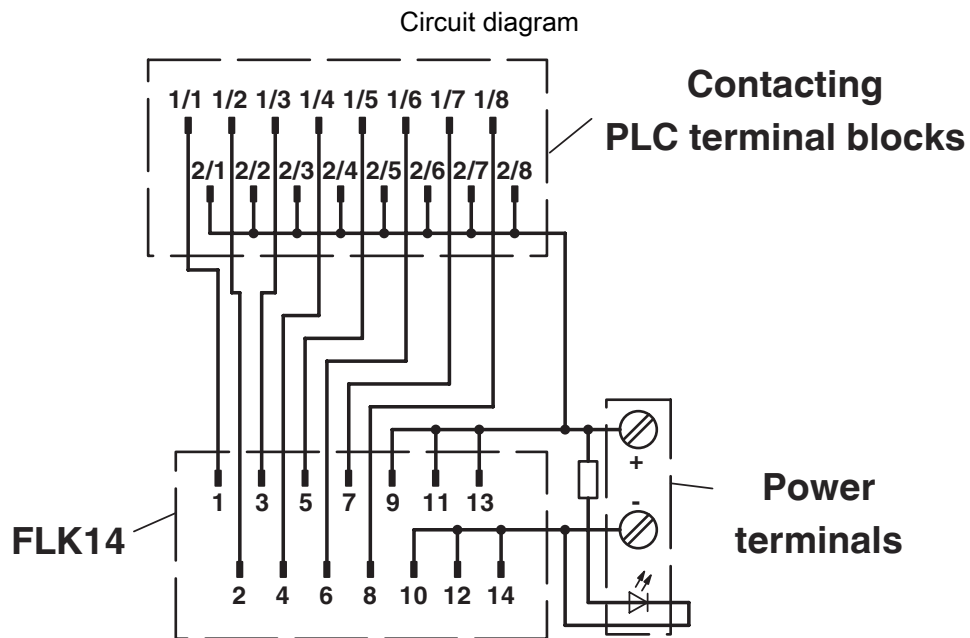 Circuit diagram
1/1 1/2 1/3 1/4 1/5 1/6 1/7 1/8
Contacting
PLC terminal blocks
2/1 2/2 2/3 2/4 2/5 2/6 2/7 2/8
+
1 3 5 7 9 11 13
-
Power
terminals
FLK14
2 4 6 8 10 12 14